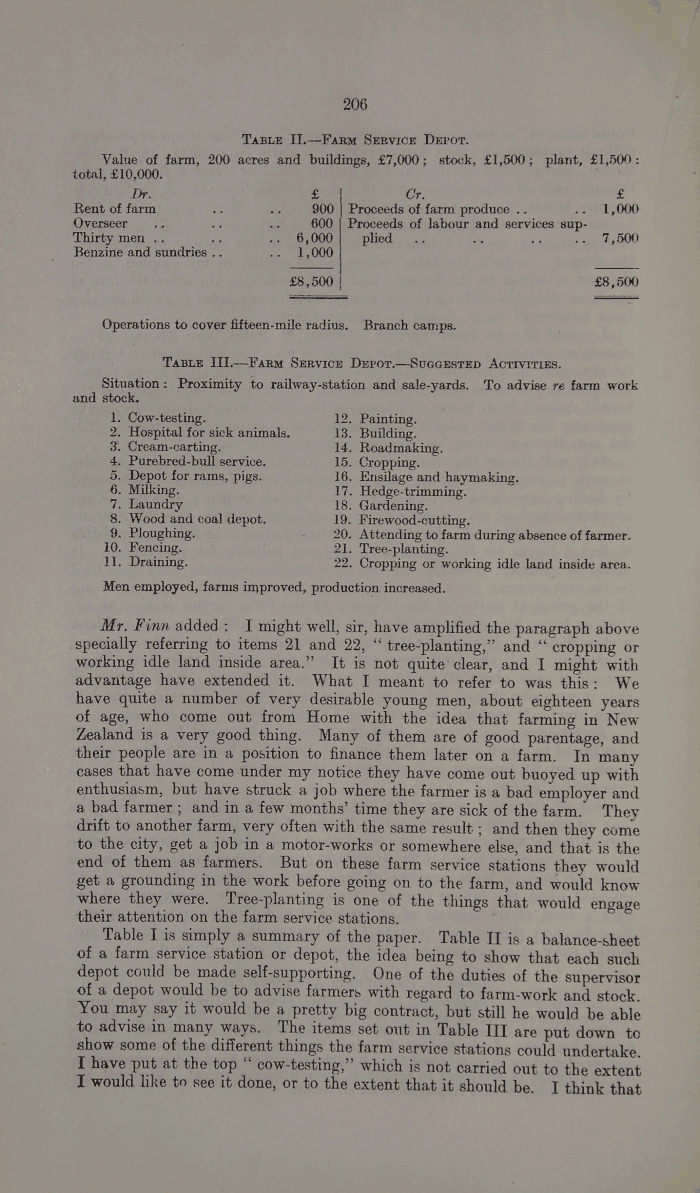 206
TABLE II.—FARM SERVICE DEPOT.
Value of farm, 200 acres and buildings, £7,000; stock, £1,500; plant, £1,500:
total, £10,000.
Dr. £ Cr. £
Rent of farm .. .. 900 Proceeds of farm produce .. .. 1,000
Overseer .. .. .. 600 Proceeds of labour and services sup-
Thirty men .. .. .. 6,000 plied .. .. .. .. 7,500
Benzine and sundries .. .. 1,000
£8,500 £8,500
Operations to cover fifteen-mile radius. Branch camps.
TABLE III.—FARM SERVICE DEPOT.—SUGGESTED ACTIVITIES.
Situation: Proximity to railway-station and sale-yards. To advise re farm work
and stock.
1. Cow-testing.
2. Hospital for sick animals.
3. Cream-carting.
4. Purebred-bull service.
5. Depot for rams, pigs.
6. Milking.
7. Laundry
8. Wood and coal depot.
9. Ploughing.
10. Fencing.
11. Draining.
12. Painting.
13. Building.
14. Roadmaking.
15. Cropping.
16. Ensilage and haymaking.
17. Hedge-trimming.
18. Gardening.
19. Firewood-cutting.
20. Attending to farm during absence of farmer.
21. Tree-planting.
22. Cropping or working idle land inside area.
Men employed, farms improved, production increased.
Mr. Finn added: I might well, sir, have amplified the paragraph above
specially referring to items 21 and 22, “ tree-planting,” and “ cropping or
working idle land inside area.” It is not quite clear, and I might with
advantage have extended it. What I meant to refer to was this: We
have quite a number of very desirable young men, about eighteen years
of age, who come out from Home with the idea that farming in New
Zealand is a very good thing. Many of them are of good parentage, and
their people are in a position to finance them later on a farm. In many
cases that have come under my notice they have come out buoyed up with
enthusiasm, but have struck a job where the farmer is a bad employer and
a bad farmer; and in a few months’ time they are sick of the farm. They
drift to another farm, very often with the same result; and then they come
to the city, get a job in a motor-works or somewhere else, and that is the
end of them as farmers. But on these farm service stations they would
get a grounding in the work before going on to the farm, and would know
where they were. Tree-planting is one of the things that would engage
their attention on the farm service stations.
Table I is simply a summary of the paper. Table II is a balance-sheet
of a farm service station or depot, the idea being to show that each such
depot could be made self-supporting. One of the duties of the supervisor
of a depot would be to advise farmers with regard to farm-work and stock.
You may say it would be a pretty big contract, but still he would be able
to advise in many ways. The items set out in Table III are put down to
show some of the different things the farm service stations could undertake.
I have put at the top “ cow-testing,” which is not carried out to the extent
I would like to see it done, or to the extent that it should be. I think that